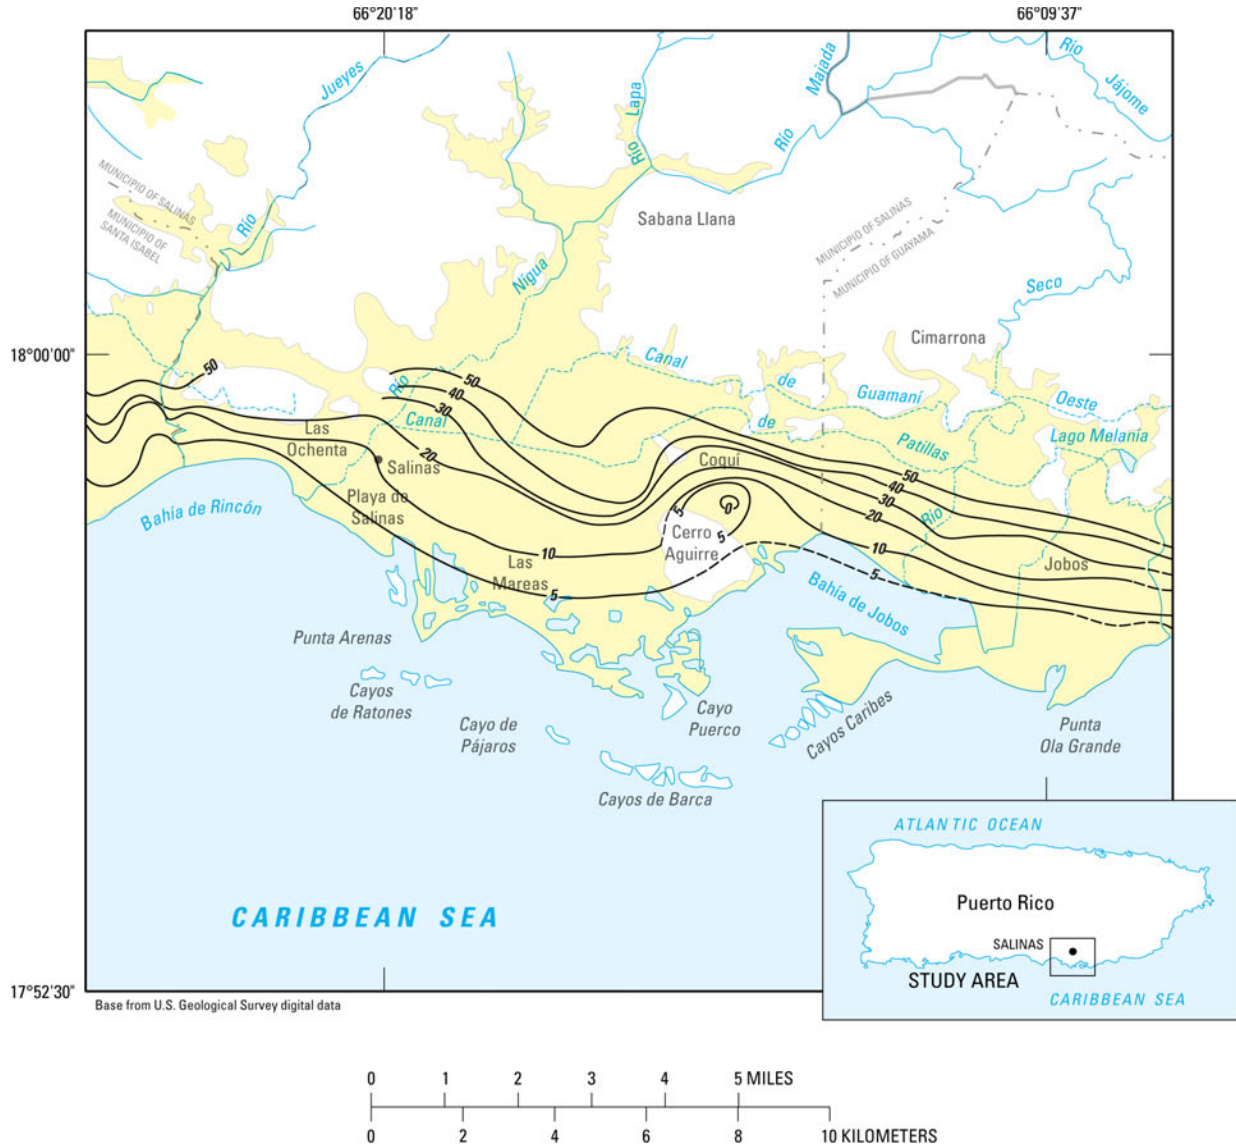 66°20'18"
66°09'37"
Río
Jueyes
Río
Lapa
Majada
Río
Río
Jájome
MUNICIPIO OF SALINAS
MUNICIPIO OF
SANTA ISABEL
Río
Sabana Llana
MUNICIPIO OF SALINAS
MUNICIPIO OF GUAYAMA
Nigua
Seco
18°00'00"
Cimarrona
50
Río
50
40
30
Canal
de
Guamaní
Oeste
Canal
de
Patillas
Las
Ochenta
20
Salinas
Coquí
Lago Melania
50
40
30
20
Río
Playa de
Salinas
Bahía de Rincón
5
0
5
Cerro
Aguirre
10
10
Las
Mareas
5
5
Jobos
Bahía de Jobos
Punta Arenas
Cayos
de Ratones
Cayo de
Pájaros
Cayo
Puerco
Cayos Caribes
Punta
Ola Grande
Cayos de Barca
CARIBBEAN SEA
ATLANTIC OCEAN
Puerto Rico
SALINAS
STUDY AREA
CARIBBEAN SEA
17°52'30"
Base from U.S. Geological Survey digital data
0 1 2 3 4 5 MILES
0 2 4 6 8 10 KILOMETERS